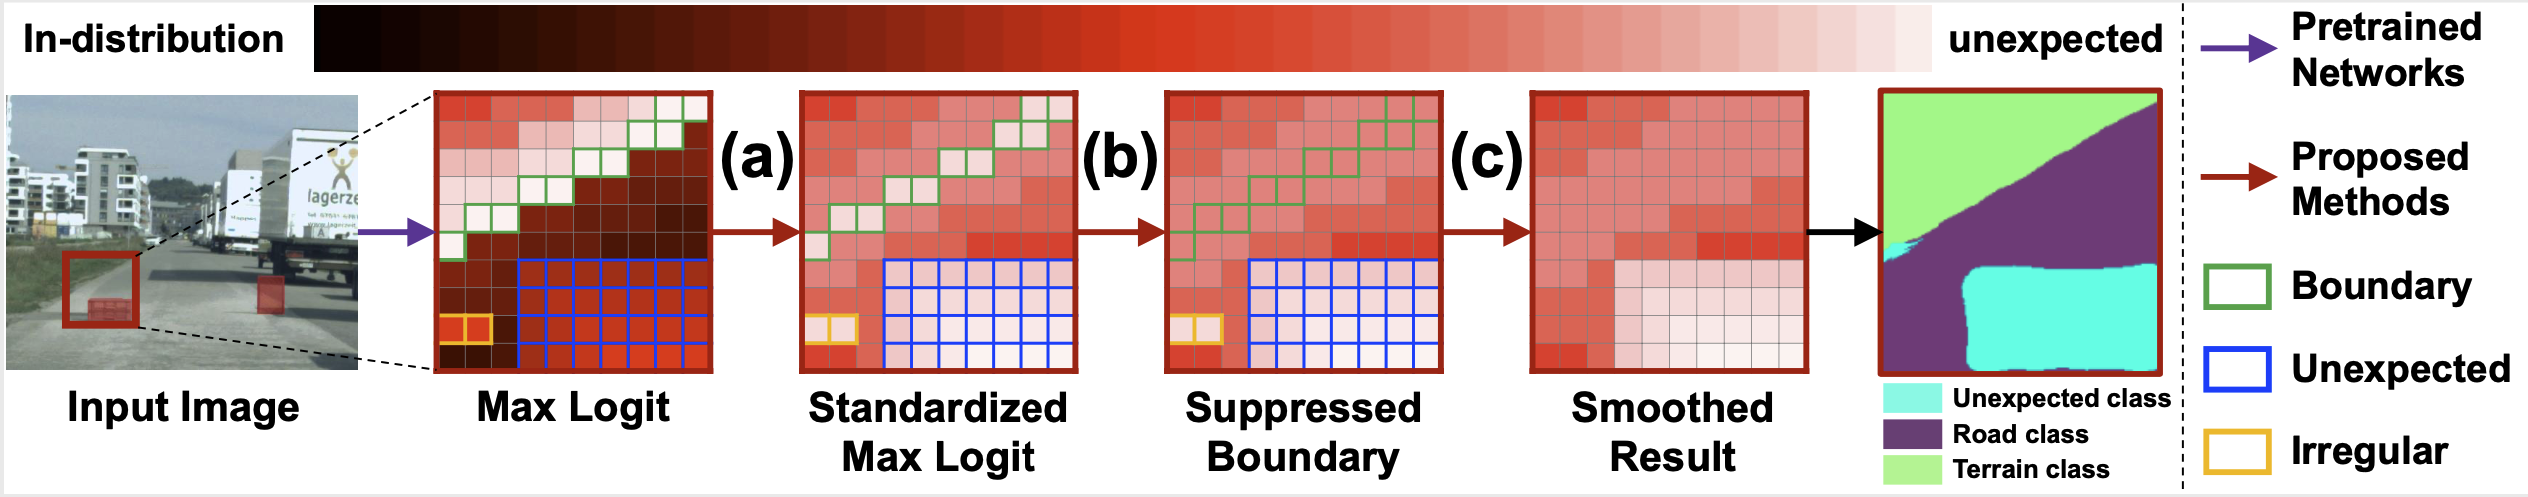 In-distribution
unexpected
(a)
(b)
(c)
lagerze
Input Image
Max Logit
Standardized
Max Logit
Suppressed
Boundary
Smoothed
Result
Unexpected class
Road class
Terrain class
Pretrained
Networks
Proposed
Methods
Boundary
Unexpected
Irregular